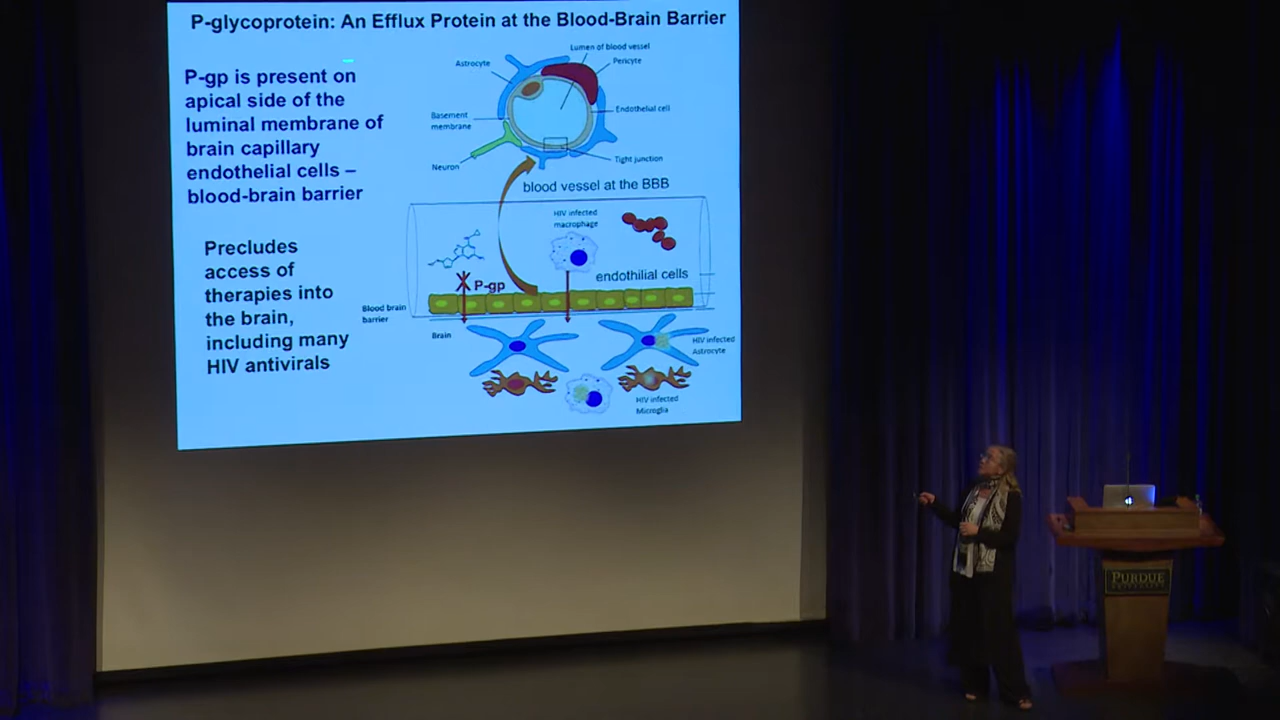 P-glycoprotein: An Efflux Protein at the Blood-Brain Barrier
P-gp is present on
apical side of the
luminal membrane of
brain capillary
endothelial cells –
blood-brain barrier
Precludes
access of
therapies into
the brain,
including many
HIV antivirals
Lumen of blood vessel
Astrocyte
Pericyte
Endothelial cell
Basement
membrane
Neuron
Tight junction
blood vessel at the BBB
HIV infected
macrophage
endothilial cells
P-gp
Blood brain
barrier
Brain
HIV infected
Astrocyte
HIV infected
Microglia
PURDUE